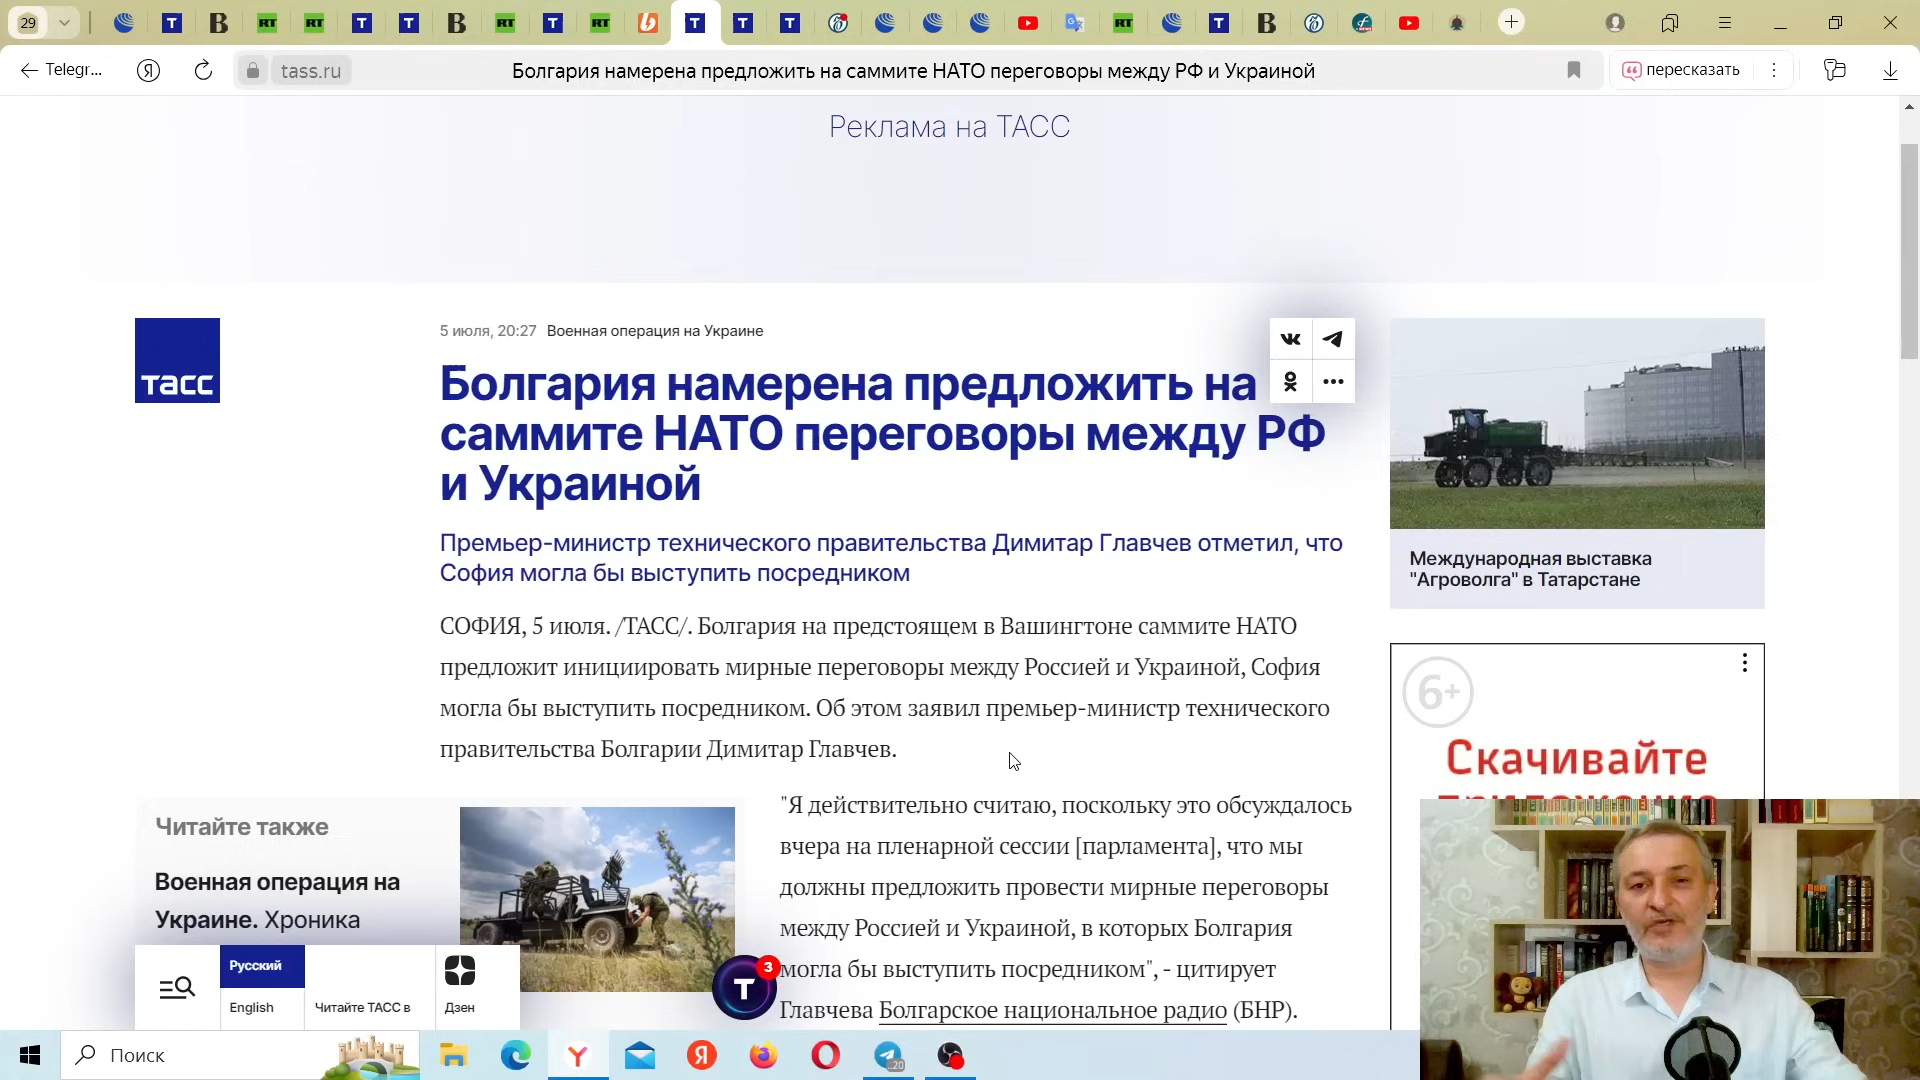 29
Telegr...
tass.ru
Болгария намерена предложить на саммите НАТО переговоры между РФ и Украиной
пересказать
Реклама на ТАСС
ТАСС
5 июля, 20:27 Военная операция на Украине
Болгария намерена предложить на
саммите НАТО переговоры между РФ
и Украиной
Премьер-министр технического правительства Димитар Главчев отметил, что
София могла бы выступить посредником
СОФИЯ, 5 июля. /ТАСС/. Болгария на предстоящем в Вашингтоне саммите НАТО
предложит инициировать мирные переговоры между Россией и Украиной, София
могла бы выступить посредником. Об этом заявил премьер-министр технического
правительства Болгарии Димитар Главчев.
Читайте также
Военная операция на
Украине. Хроника
"Я действительно считаю, поскольку это обсуждалось
вчера на пленарной сессии [парламента], что мы
должны предложить провести мирные переговоры
между Россией и Украиной, в которых Болгария
могла бы выступить посредником", - цитирует
Главчева Болгарское национальное радио (БНР).
Международная выставка
"Агроволга" в Татарстане
6+
Скачивайте
Русский
English
Читайте ТАСС в
Дзен
3
Поиск
20